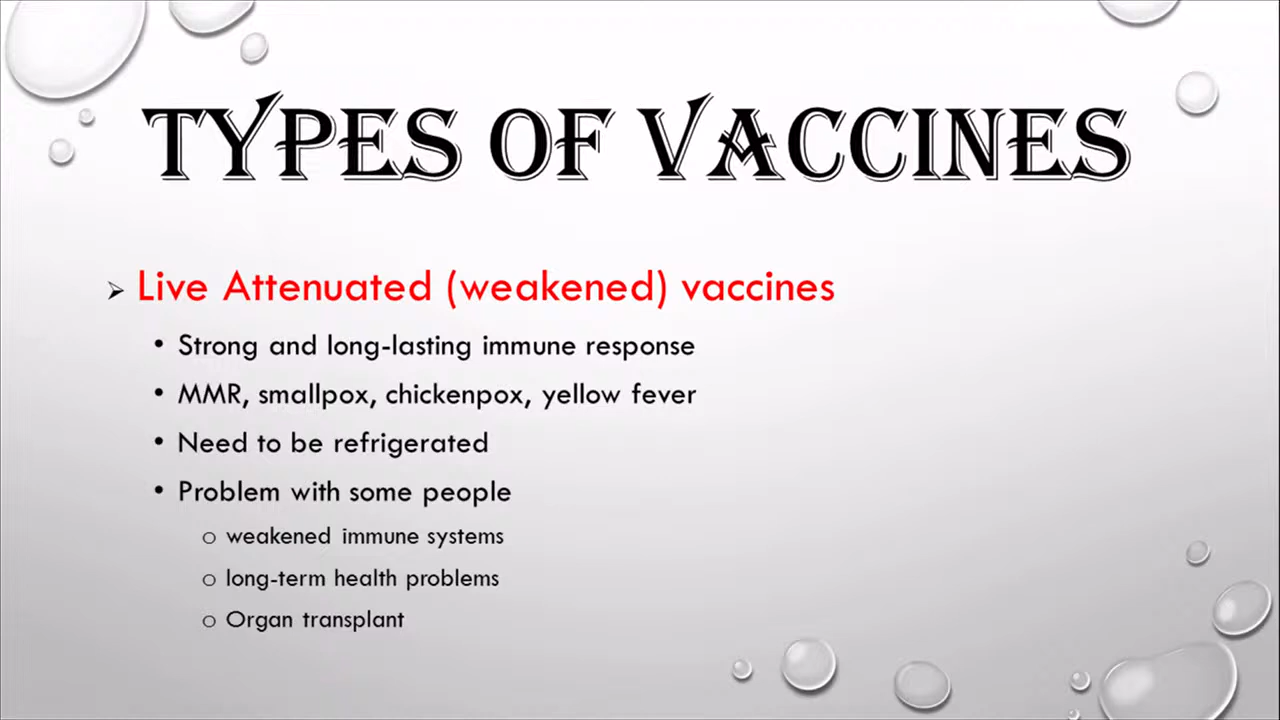 TYPES OF VACCINES
➢ Live Attenuated (weakened) vaccines
• Strong and long-lasting immune response
• MMR, smallpox, chickenpox, yellow fever
• Need to be refrigerated
• Problem with some people
o weakened immune systems
o long-term health problems
o Organ transplant